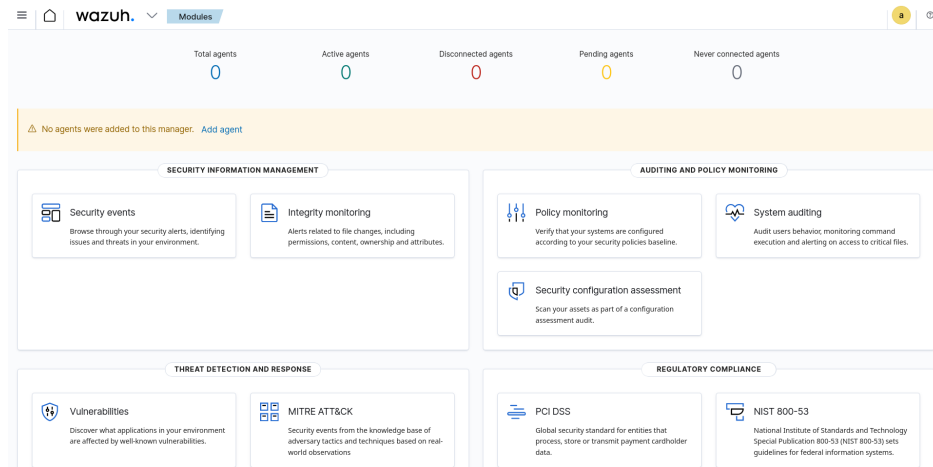 wazuh.
Modules
a
Total agents
0
Active agents
0
Disconnected agents
0
Pending agents
0
Never connected agents
0
No agents were added to this manager. Add agent
SECURITY INFORMATION MANAGEMENT
Security events
Browse through your security alerts, identifying
issues and threats in your environment.
Integrity monitoring
Alerts related to file changes, including
permissions, content, ownership and attributes.
AUDITING AND POLICY MONITORING
Policy monitoring
Verify that your systems are configured
according to your security policies baseline.
System auditing
Audit users behavior, monitoring command
execution and alerting on access to critical files.
Security configuration assessment
Scan your assets as part of a configuration
assessment audit.
THREAT DETECTION AND RESPONSE
Vulnerabilities
Discover what applications in your environment
are affected by well-known vulnerabilities.
MITRE ATT&CK
Security events from the knowledge base of
adversary tactics and techniques based on real-
world observations
REGULATORY COMPLIANCE
PCI DSS
Global security standard for entities that
process, store or transmit payment cardholder
data.
NIST 800-53
National Institute of Standards and Technology
Special Publication 800-53 (NIST 800-53) sets
guidelines for federal information systems.